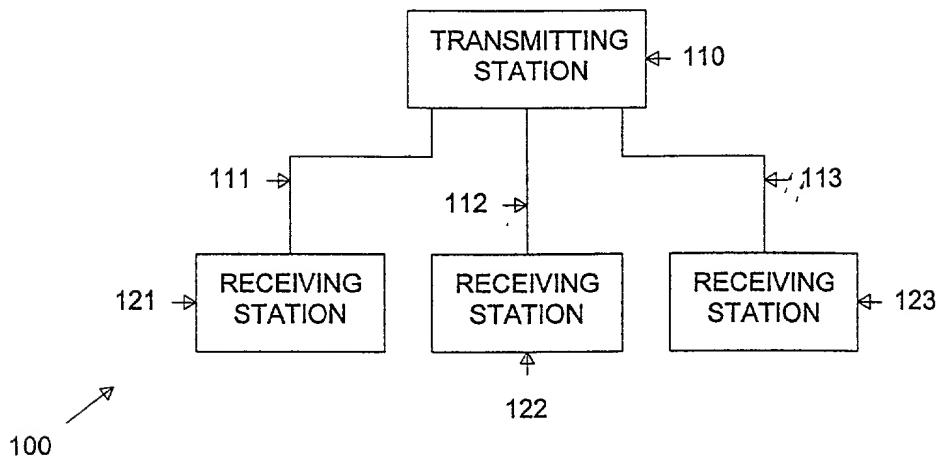 TRANSMITTING
STATION
110
111
112
113
RECEIVING
STATION
RECEIVING
STATION
RECEIVING
STATION
121
123
122
100